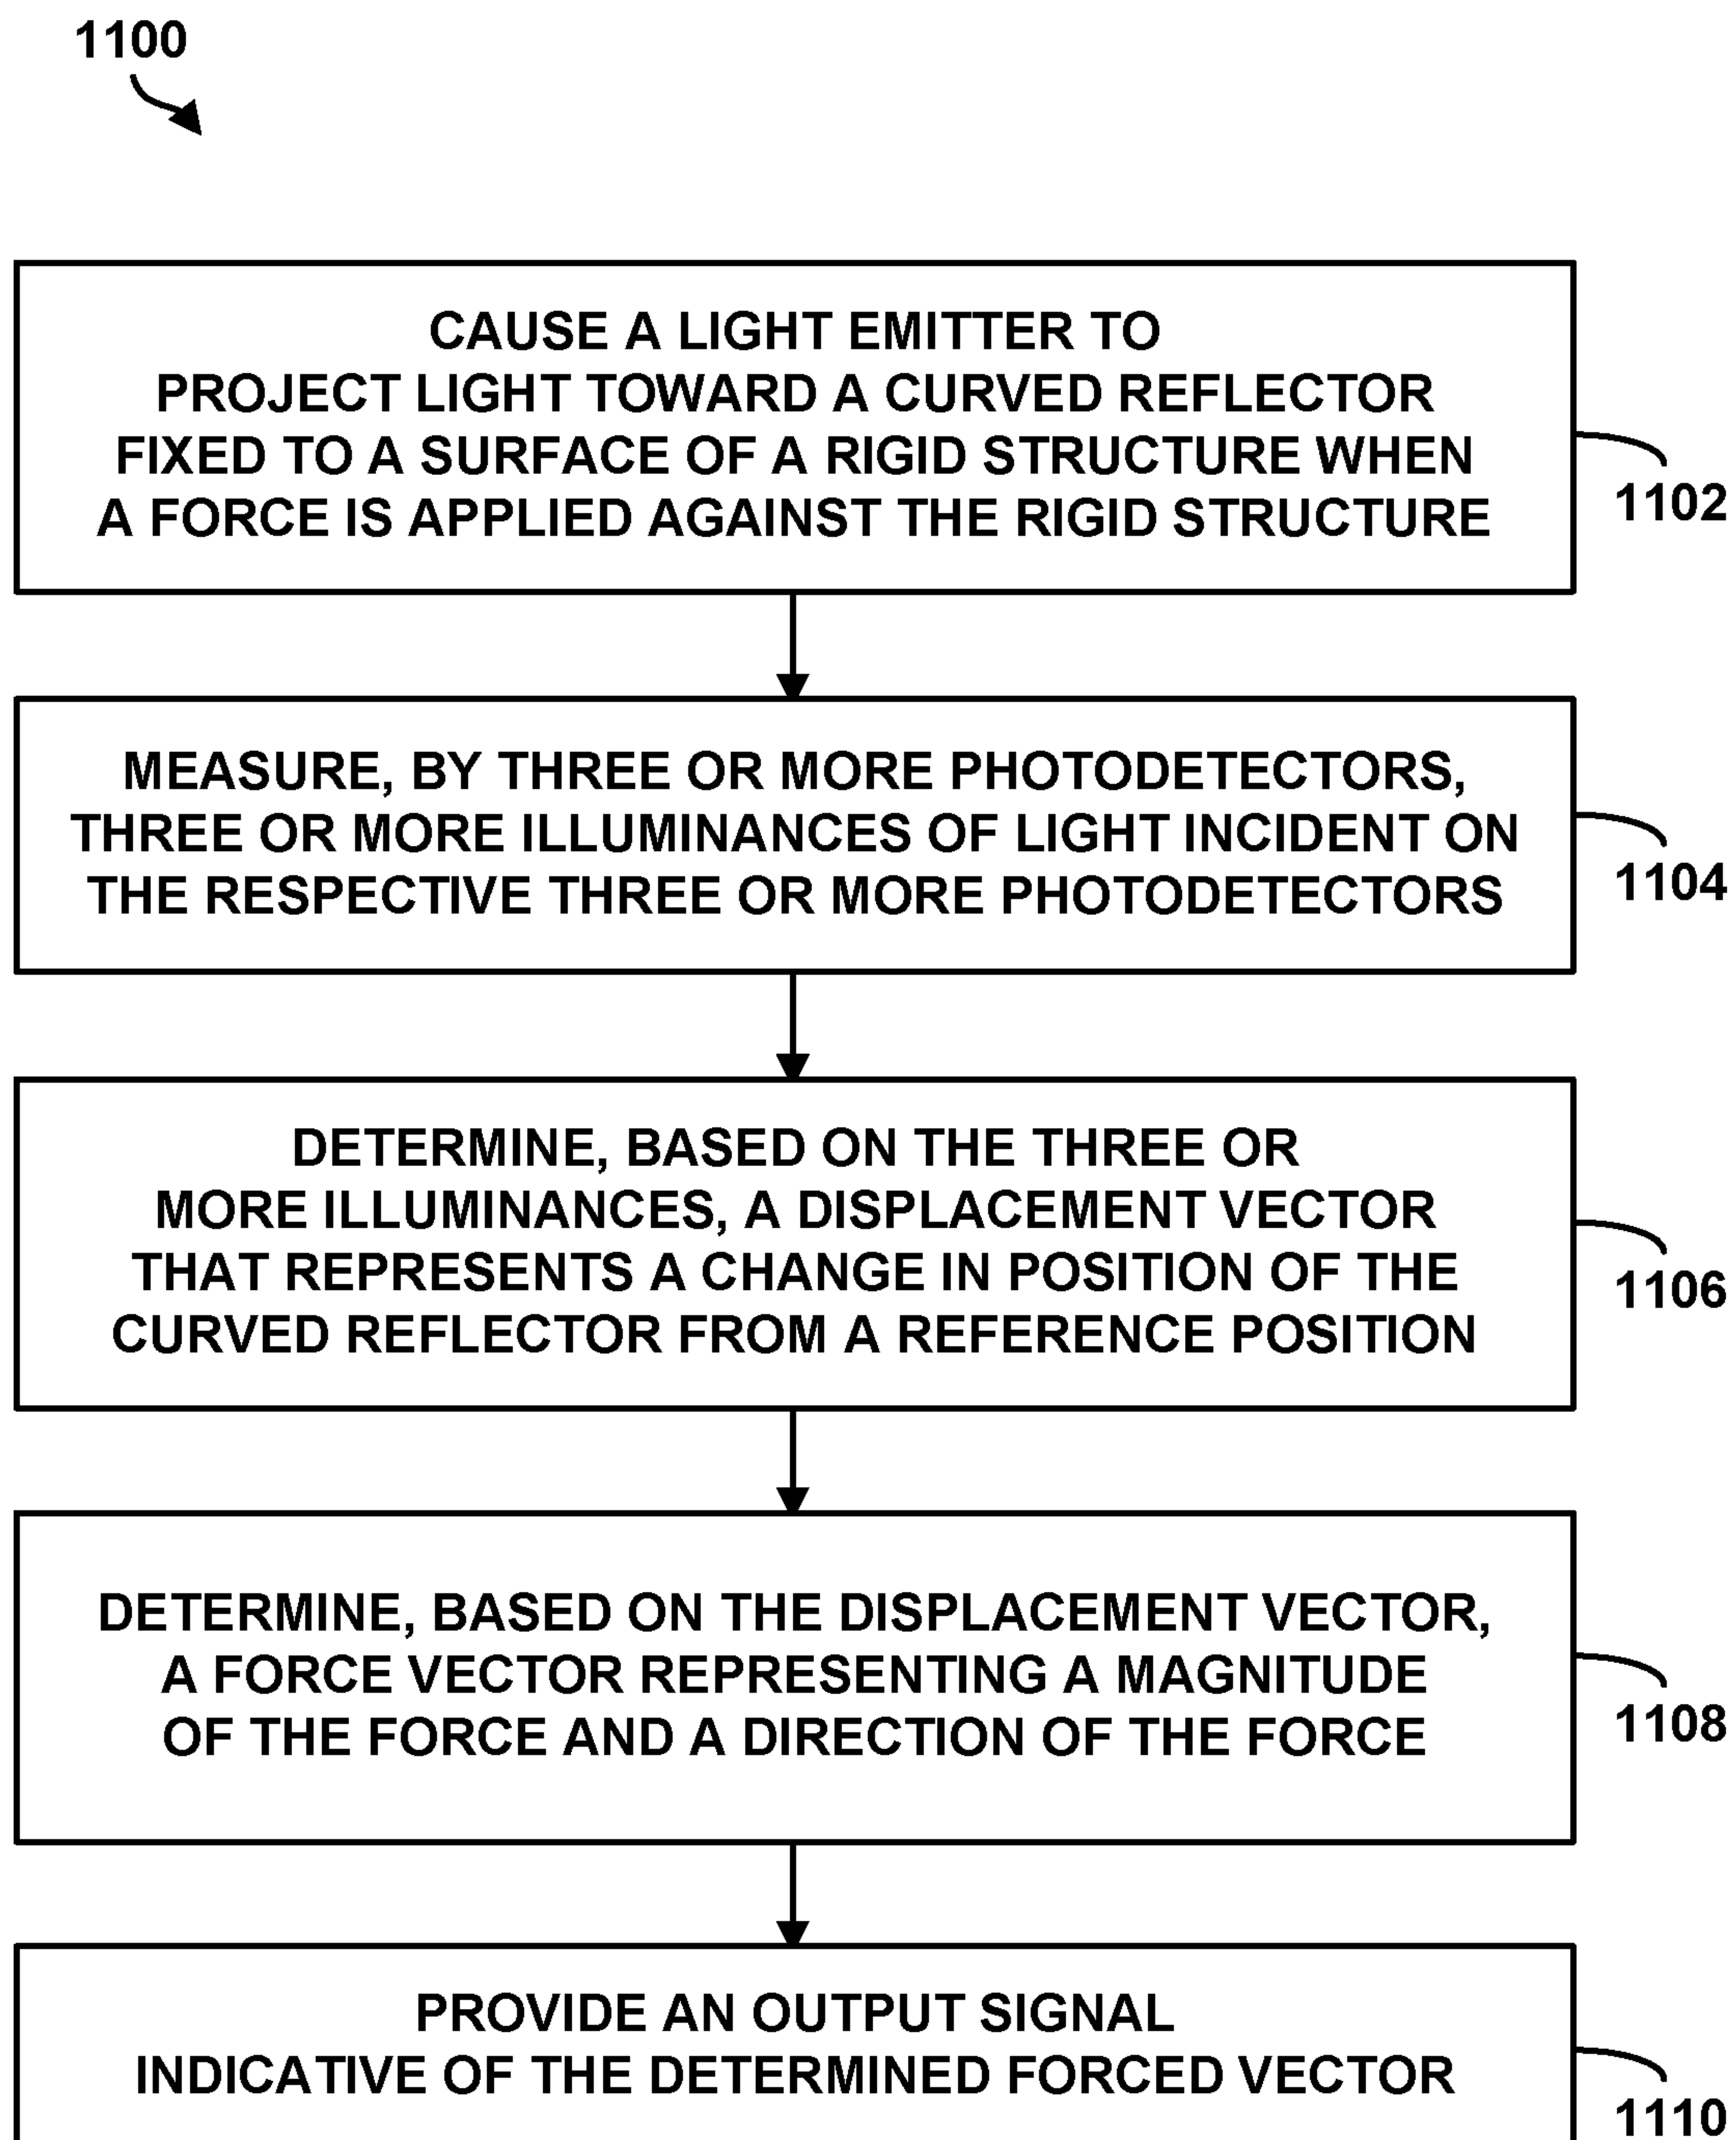 1100
CAUSE A LIGHT EMITTER TO
PROJECT LIGHT TOWARD A CURVED REFLECTOR
FIXED TO A SURFACE OF A RIGID STRUCTURE WHEN
A FORCE IS APPLIED AGAINST THE RIGID STRUCTURE
1102
MEASURE, BY THREE OR MORE PHOTODETECTORS,
THREE OR MORE ILLUMINANCES OF LIGHT INCIDENT ON
THE RESPECTIVE THREE OR MORE PHOTODETECTORS
1104
DETERMINE, BASED ON THE THREE OR
MORE ILLUMINANCES, A DISPLACEMENT VECTOR
THAT REPRESENTS A CHANGE IN POSITION OF THE
CURVED REFLECTOR FROM A REFERENCE POSITION
1106
DETERMINE, BASED ON THE DISPLACEMENT VECTOR,
A FORCE VECTOR REPRESENTING A MAGNITUDE
OF THE FORCE AND A DIRECTION OF THE FORCE
1108
PROVIDE AN OUTPUT SIGNAL
INDICATIVE OF THE DETERMINED FORCED VECTOR
1110